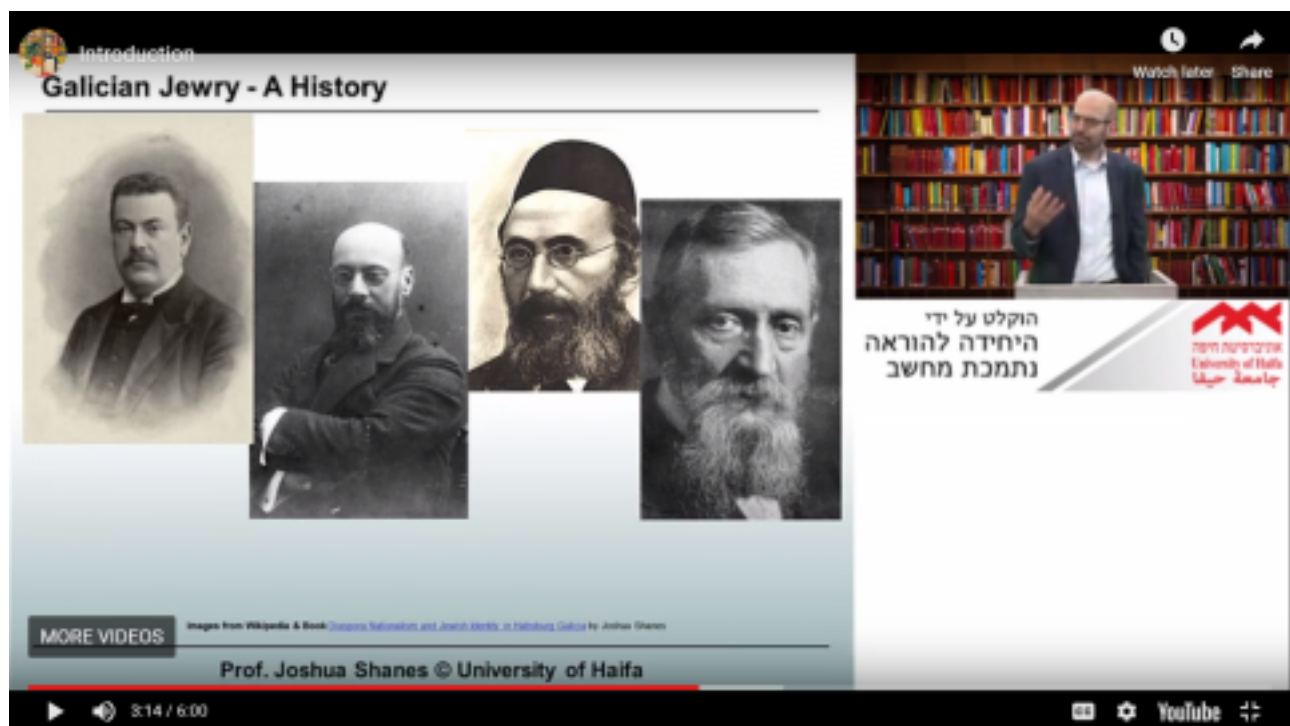 Introduction
Watch later
Share
Galician Jewry - A History
הוקלט על ידי
היחידה להוראה
נתמכת מחשב
אוניברסיטת חיפה
University of Haifa
جامعة حيفا
MORE VIDEOS
Images from Wikipedia & Book Diaspora Nationalism and Jewish Identity in Habsburg Galicia by Joshua Shanes
Prof. Joshua Shanes © University of Haifa
3:14 / 6:00
CC
YouTube